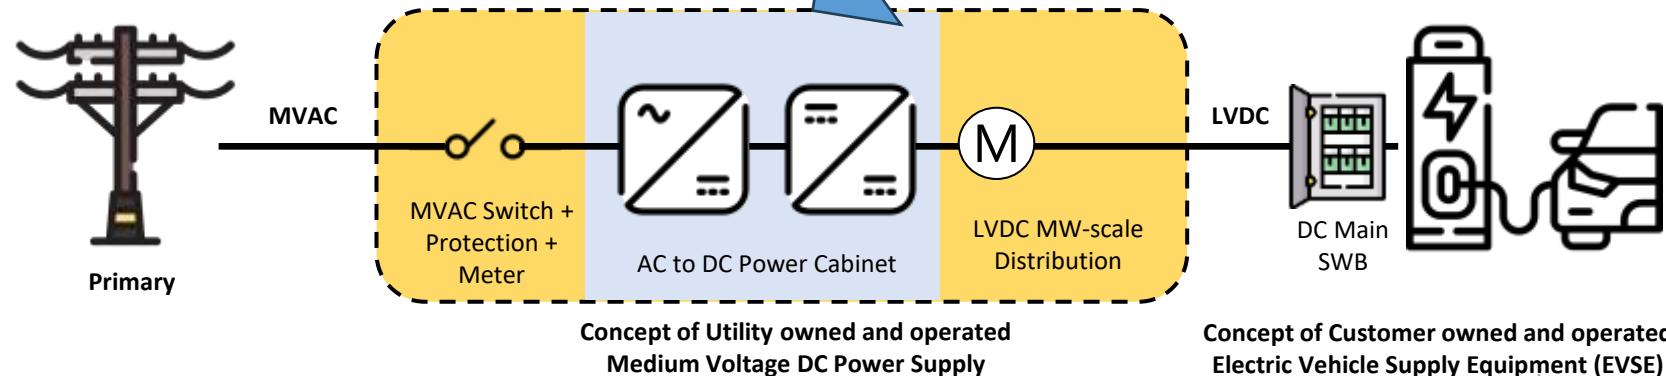 MVAC
LVDC
M
MVAC Switch +
Protection +
Meter
AC to DC Power Cabinet
LVDC MW-scale
Distribution
DC Main
SWB
Primary
Concept of Utility owned and operated
Medium Voltage DC Power Supply
Concept of Customer owned and operated
Electric Vehicle Supply Equipment (EVSE)